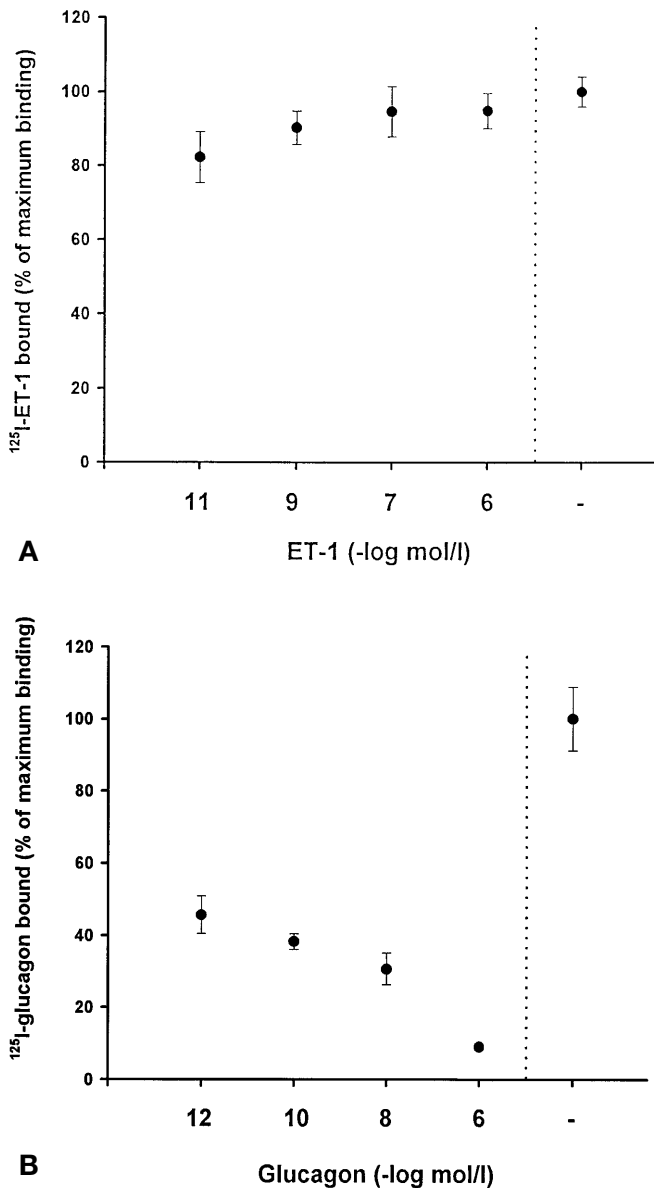 120
100
80
60
40
20
0
¹²⁵I-ET-1 bound (% of maximum binding)
11 9 7 6 -
A
ET-1 (-log mol/l)
120
100
80
60
40
20
0
¹²⁵I-glucagon bound (% of maximum binding)
12 10 8 6 -
B
Glucagon (-log mol/l)